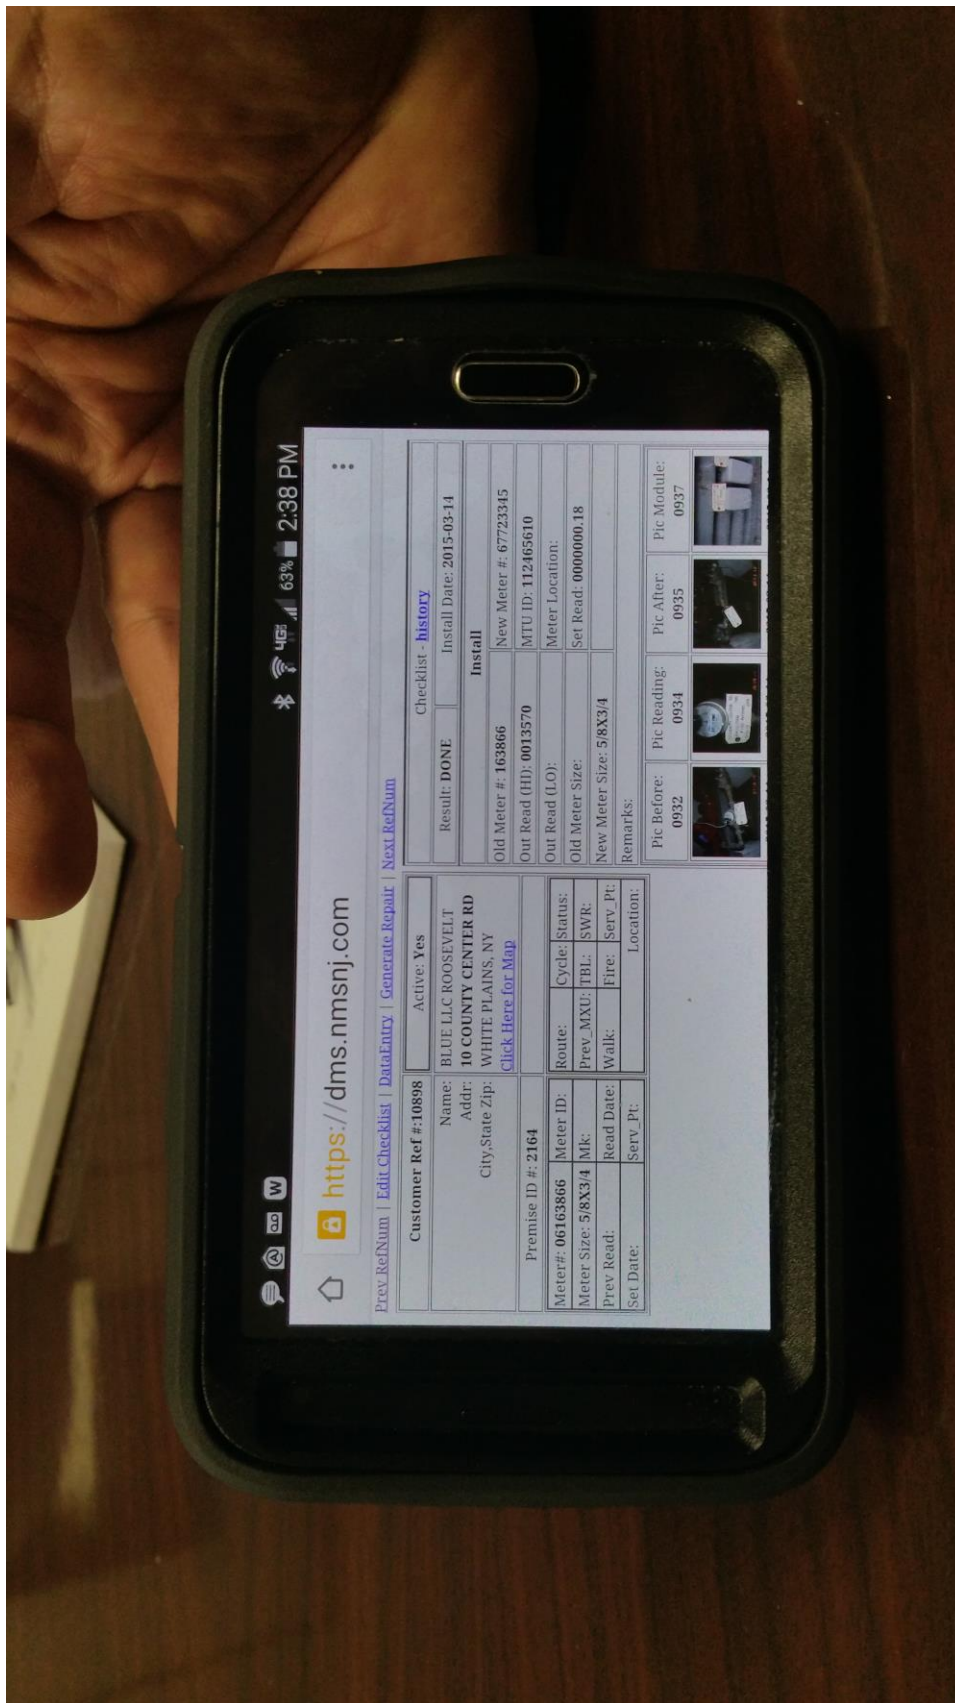 2:38 PM
63%
4G
W
https://dms.nmsnj.com
Prev RefNum | Edit Checklist | DataEntry | Generate Repair | Next RefNum
Customer Ref #:10898 Active: Yes
Name: BLUE LLC ROOSEVELT
Addr: 10 COUNTY CENTER RD
City,State Zip: WHITE PLAINS, NY
Click Here for Map
Premise ID #: 2164
Meter#: 06163866 Meter ID: Route: Cycle: Status:
Meter Size: 5/8X3/4 Mk: Prev_MXU: TBL: SWR:
Prev Read: Read Date: Walk: Fire: Serv_Pt:
Set Date: Serv_Pt: Location:
Checklist - history
Result: DONE Install Date: 2015-03-14
Install
Old Meter #: 163866 New Meter #: 67723345
Out Read (HI): 0013570 MTU ID: 112465610
Out Read (LO): Meter Location:
Old Meter Size: Set Read: 0000000.18
New Meter Size: 5/8X3/4
Remarks:
Pic Before: Pic Reading: Pic After: Pic Module:
0932 0934 0935 0937